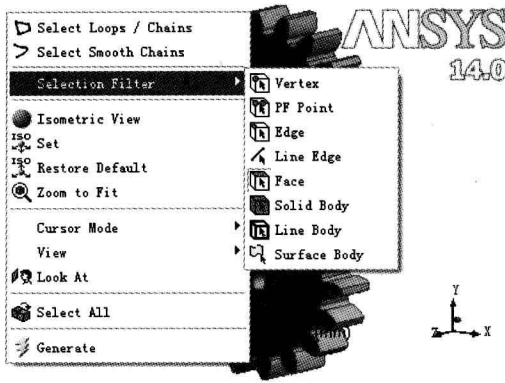 Select Loops / Chains
Select Smooth Chains
Selection Filter
Isometric View
ISO Set
ISO Restore Default
Zoom to Fit
Cursor Mode
View
Look At
Select All
Generate
Vertex
PF Point
Edge
Line Edge
Face
Solid Body
Line Body
Surface Body
ANSYS
14.0
Y
Z
X